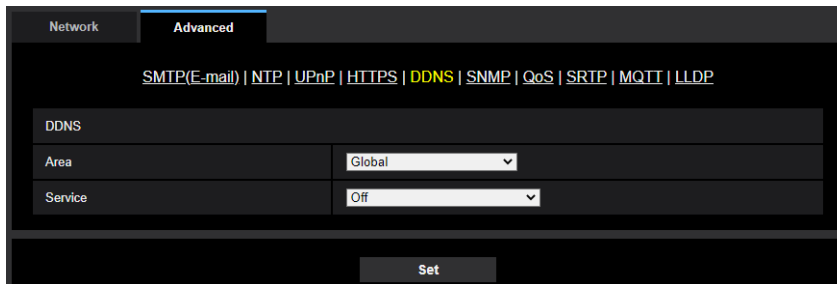 Network Advanced
SMTP(E-mail) | NTP | UPnP | HTTPS | DDNS | SNMP | QoS | SRTP | MQTT | LLDP
DDNS
Area Global
Service Off
Set